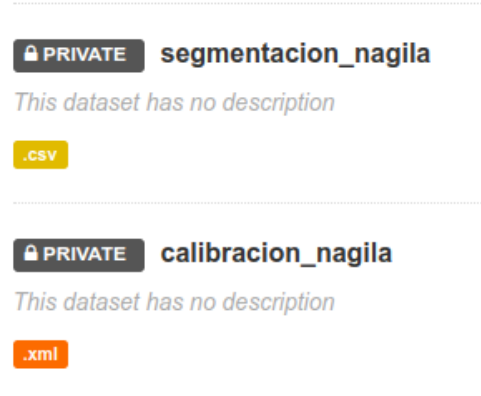 PRIVATE segmentacion_nagila
This dataset has no description
.csv
PRIVATE calibracion_nagila
This dataset has no description
.xml